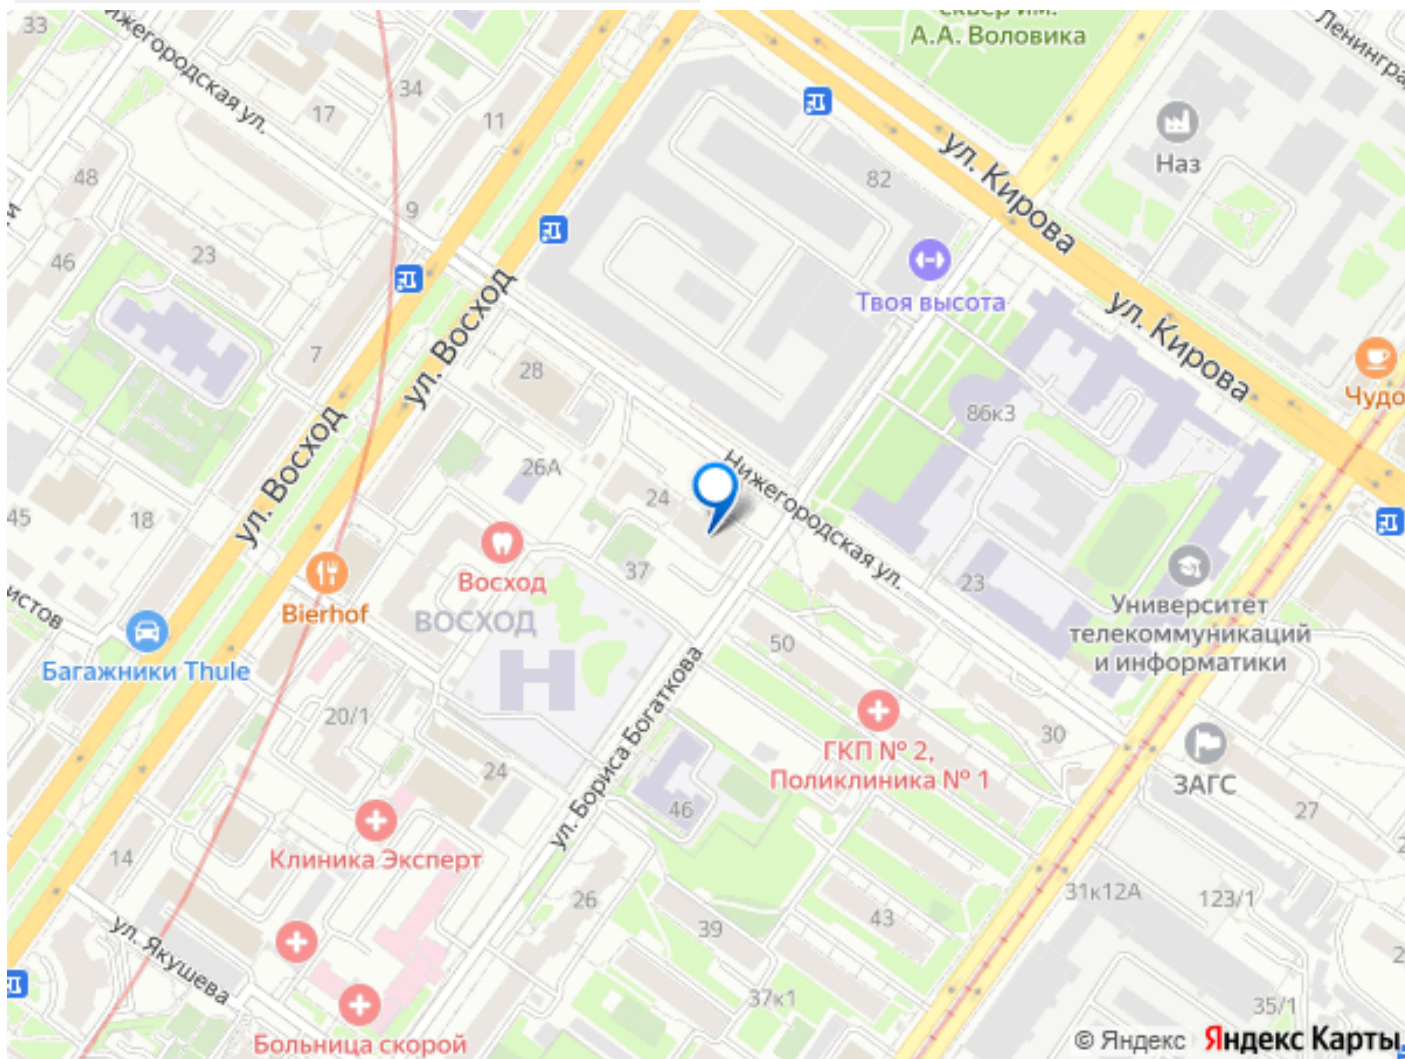 сквер им.
А.А. Воловика
33
Нижегородская ул.
34
17
11
Ленингра
ул. Кирова
Наз
48
82
9
23
46
Твоя высота
ул. Восход
ул. Кирова
7
28
Чудо
86к3
ул. Восход
26А
24
Нижегородская ул.
45
18
Восход
37
23
Bierhof
ВОСХОД
Университет
телекоммуникаций
и информатики
истов
Багажники Thule
50
20/1
ул. Бориса Богаткова
ГКП № 2,
Поликлиника № 1
30
ЗАГС
24
46
27
14
Клиника Эксперт
26
43
31к12А
123/1
39
ул. Якушева
37к1
35/1
Больница скорой
© Яндекс Яндекс Карты